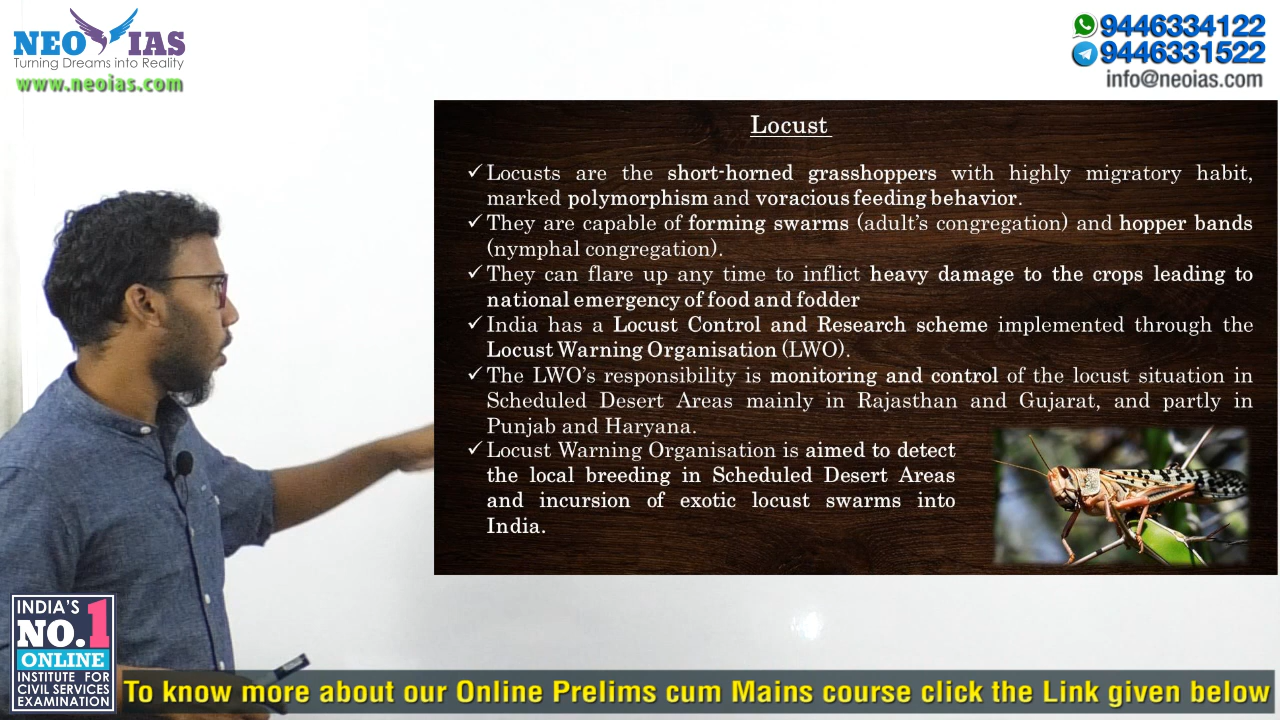 NEO IAS
Turning Dreams into Reality
www.neoias.com
9446334122
9446331522
info@neoias.com
Locust
✓Locusts are the short-horned grasshoppers with highly migratory habit,
marked polymorphism and voracious feeding behavior.
✓They are capable of forming swarms (adult's congregation) and hopper bands
(nymphal congregation).
✓They can flare up any time to inflict heavy damage to the crops leading to
national emergency of food and fodder
✓India has a Locust Control and Research scheme implemented through the
Locust Warning Organisation (LWO).
✓The LWO's responsibility is monitoring and control of the locust situation in
Scheduled Desert Areas mainly in Rajasthan and Gujarat, and partly in
Punjab and Haryana.
✓Locust Warning Organisation is aimed to detect
the local breeding in Scheduled Desert Areas
and incursion of exotic locust swarms into
India.
INDIA'S
NO.1
ONLINE
INSTITUTE FOR
CIVIL SERVICES
EXAMINATION
To know more about our Online Prelims cum Mains course click the Link given below